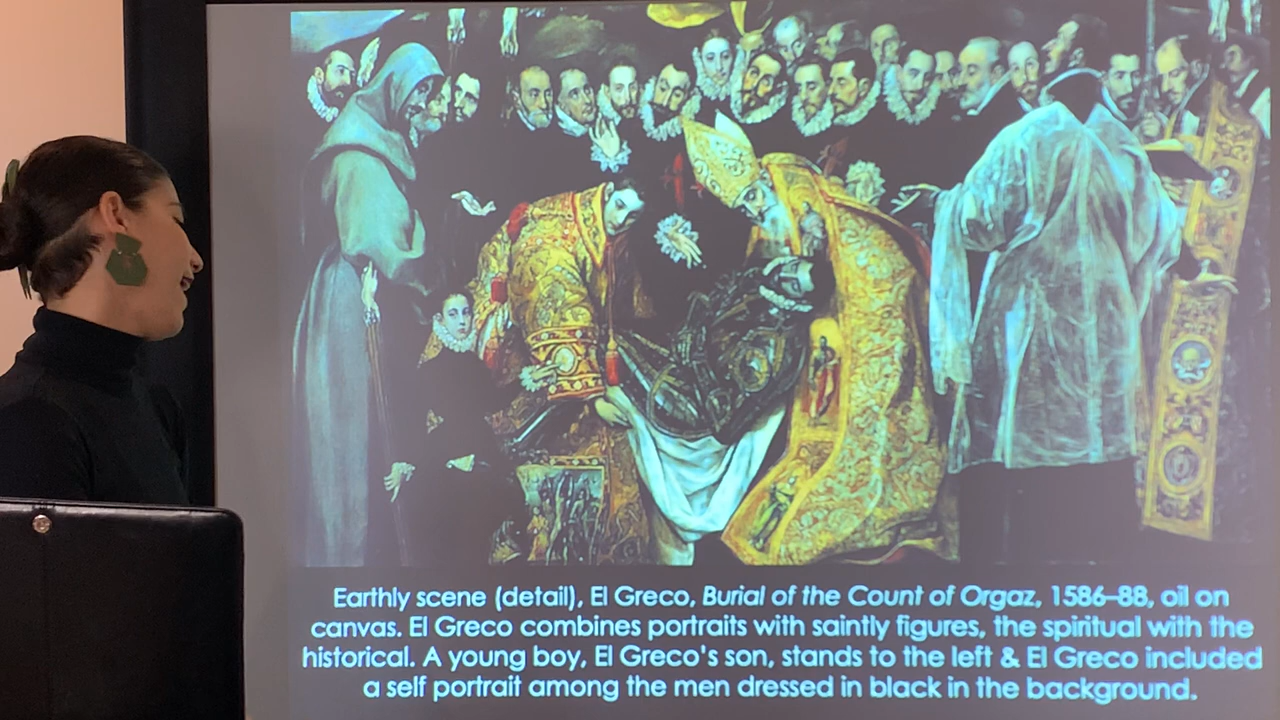 Earthly scene (detail), El Greco, Burial of the Count of Orgaz, 1586–88, oil on
canvas. El Greco combines portraits with saintly figures, the spiritual with the
historical. A young boy, El Greco's son, stands to the left & El Greco included
a self portrait among the men dressed in black in the background.